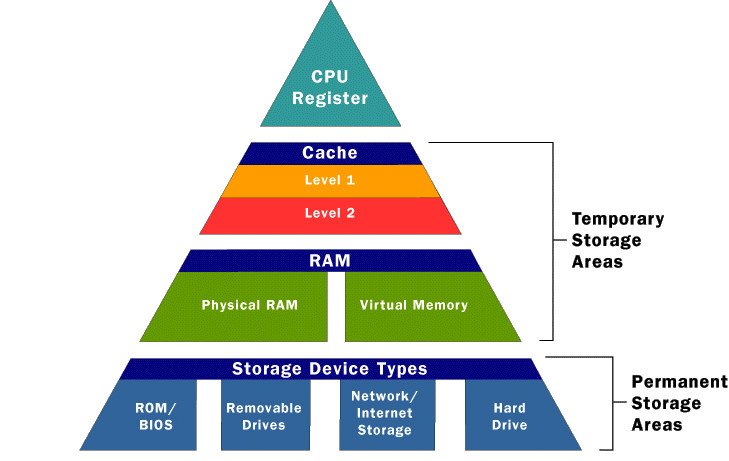 CPU
Register
Cache
Level 1
Level 2
Temporary
Storage
Areas
RAM
Physical RAM
Virtual Memory
Storage Device Types
ROM/
BIOS
Removable
Drives
Network/
Internet
Storage
Hard
Drive
Permanent
Storage
Areas